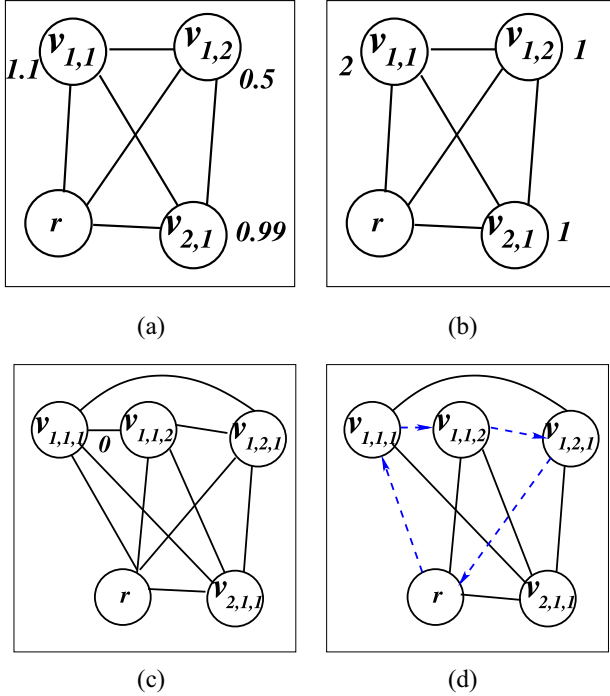 v1,1 v1,2
1.1 0.5
r v2,1 0.99
(a)
v1,1 v1,2 1
2
r v2,1 1
(b)
v1,1,1 v1,1,2 v1,2,1
0
r v2,1,1
(c)
v1,1,1 v1,1,2 v1,2,1
r v2,1,1
(d)